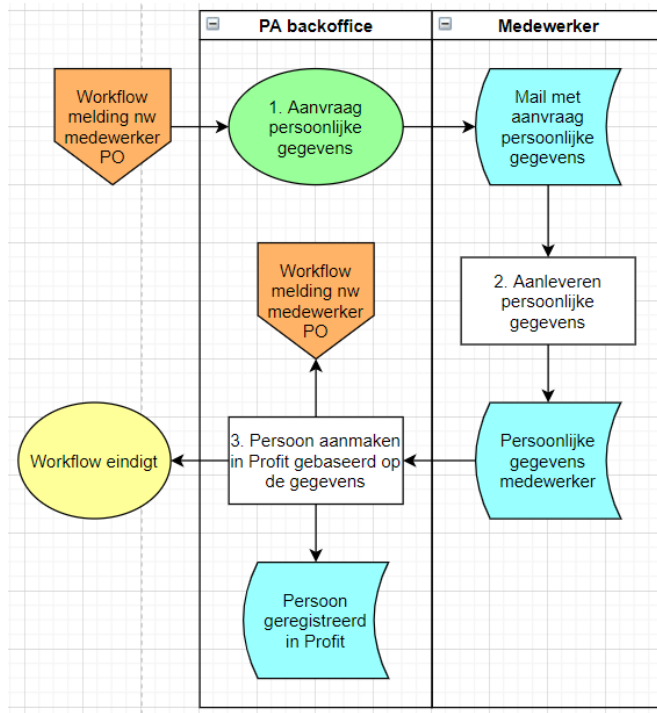 PA backoffice
Medewerker
Workflow
melding nw
medewerker
PO
1. Aanvraag
persoonlijke
gegevens
Mail met
aanvraag
persoonlijke
gegevens
2. Aanleveren
persoonlijke
gegevens
Workflow
melding nw
medewerker
PO
Persoonlijke
gegevens
medewerker
3. Persoon aanmaken
in Profit gebaseerd op
de gegevens
Workflow eindigt
Persoon
geregistreerd
in Profit